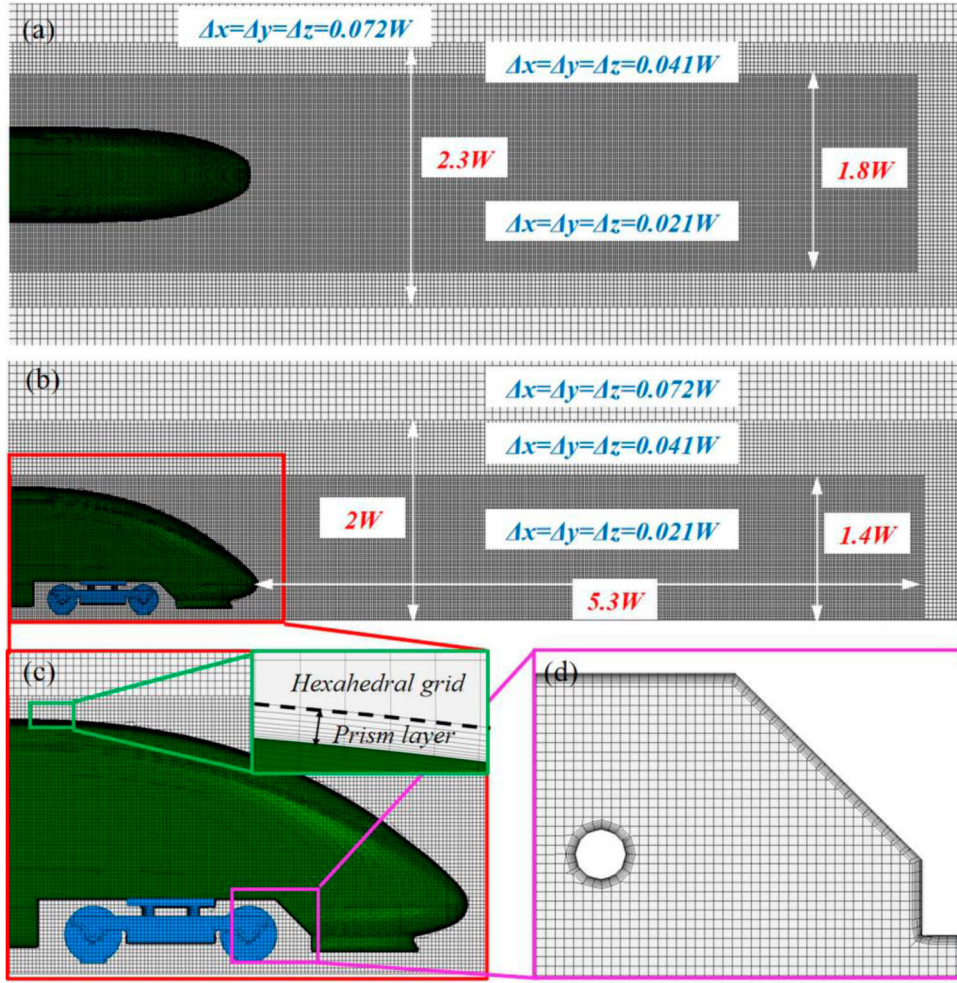 (a)
Δx=Δy=Δz=0.072W
Δx=Δy=Δz=0.041W
2.3W
1.8W
Δx=Δy=Δz=0.021W
(b)
Δx=Δy=Δz=0.072W
Δx=Δy=Δz=0.041W
2W
Δx=Δy=Δz=0.021W
1.4W
5.3W
(c)
Hexahedral grid
Prism layer
(d)